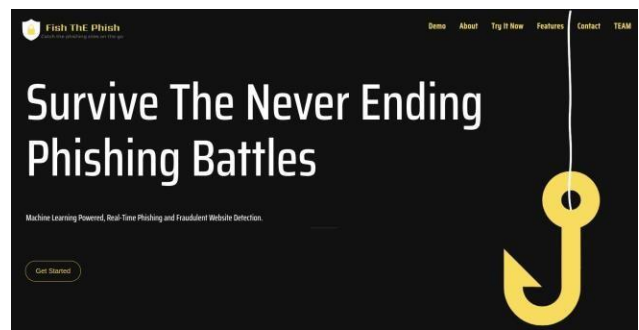 Fish ThE Phish
Catch the phishing sites on the go
Demo About Try It Now Features Contact TEAM
Survive The Never Ending
Phishing Battles
Machine Learning Powered, Real-Time Phishing and Fraudulent Website Detection.
Get Started